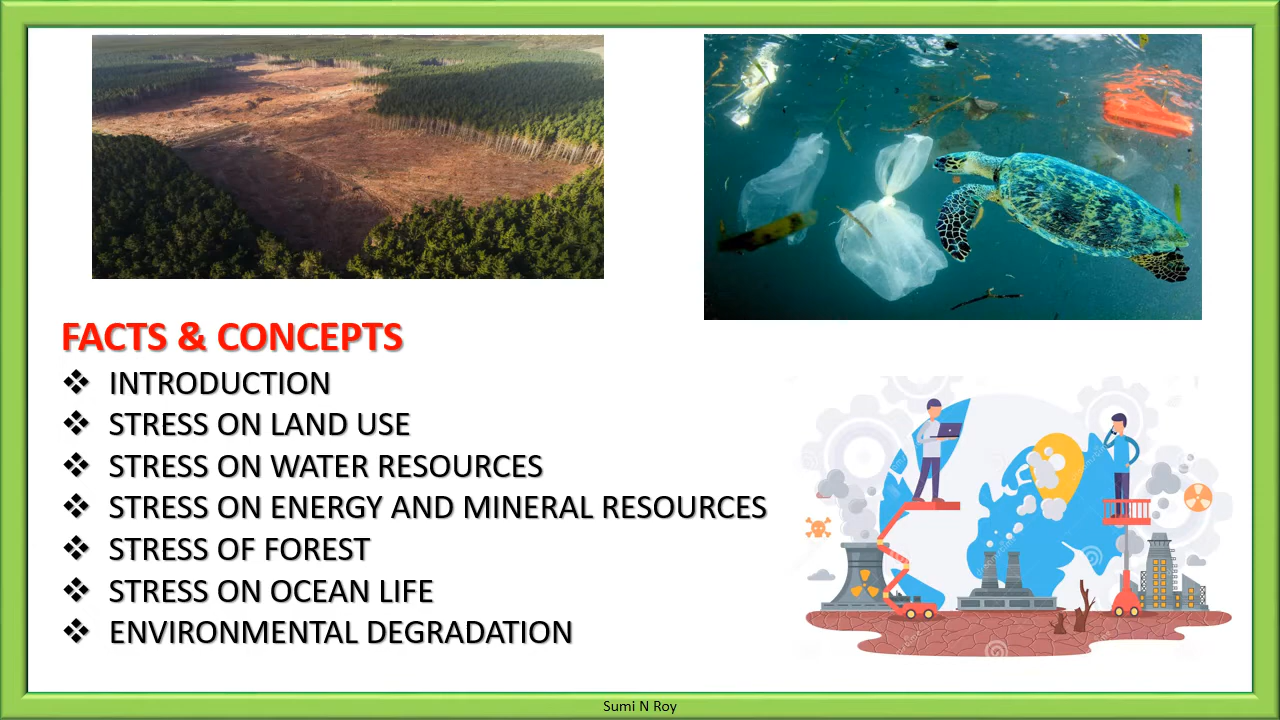 FACTS & CONCEPTS
❖ INTRODUCTION
❖ STRESS ON LAND USE
❖ STRESS ON WATER RESOURCES
❖ STRESS ON ENERGY AND MINERAL RESOURCES
❖ STRESS OF FOREST
❖ STRESS ON OCEAN LIFE
❖ ENVIRONMENTAL DEGRADATION
Sumi N Roy